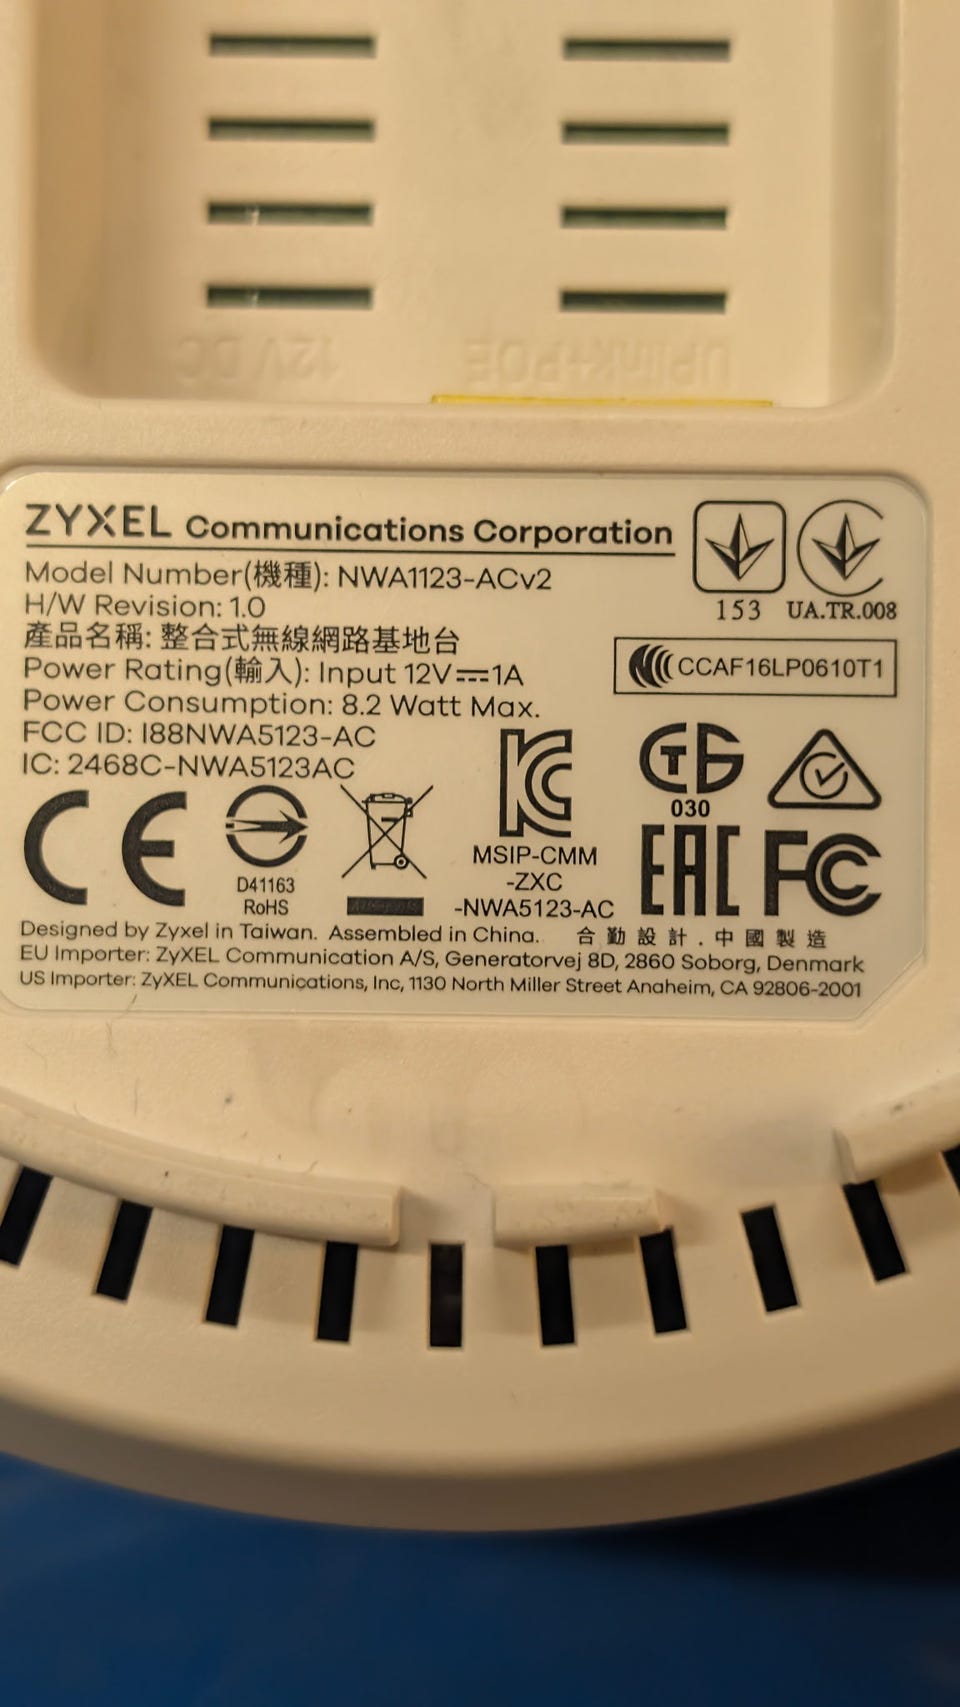 12V DC
UPlink+POE
ZYXEL Communications Corporation
Model Number(機種): NWA1123-ACv2
H/W Revision: 1.0
產品名稱: 整合式無線網路基地台
Power Rating(輸入): Input 12V⎓1A
Power Consumption: 8.2 Watt Max.
FCC ID: I88NWA5123-AC
IC: 2468C-NWA5123AC
153
UA.TR.008
CCAF16LP0610T1
CE
D41163
RoHS
KC
MSIP-CMM
-ZXC
-NWA5123-AC
СТБ
030
EAC
FC
Designed by Zyxel in Taiwan. Assembled in China. 合勤設計.中國製造
EU Importer: ZyXEL Communication A/S, Generatorvej 8D, 2860 Soborg, Denmark
US Importer: ZyXEL Communications, Inc, 1130 North Miller Street Anaheim, CA 92806-2001